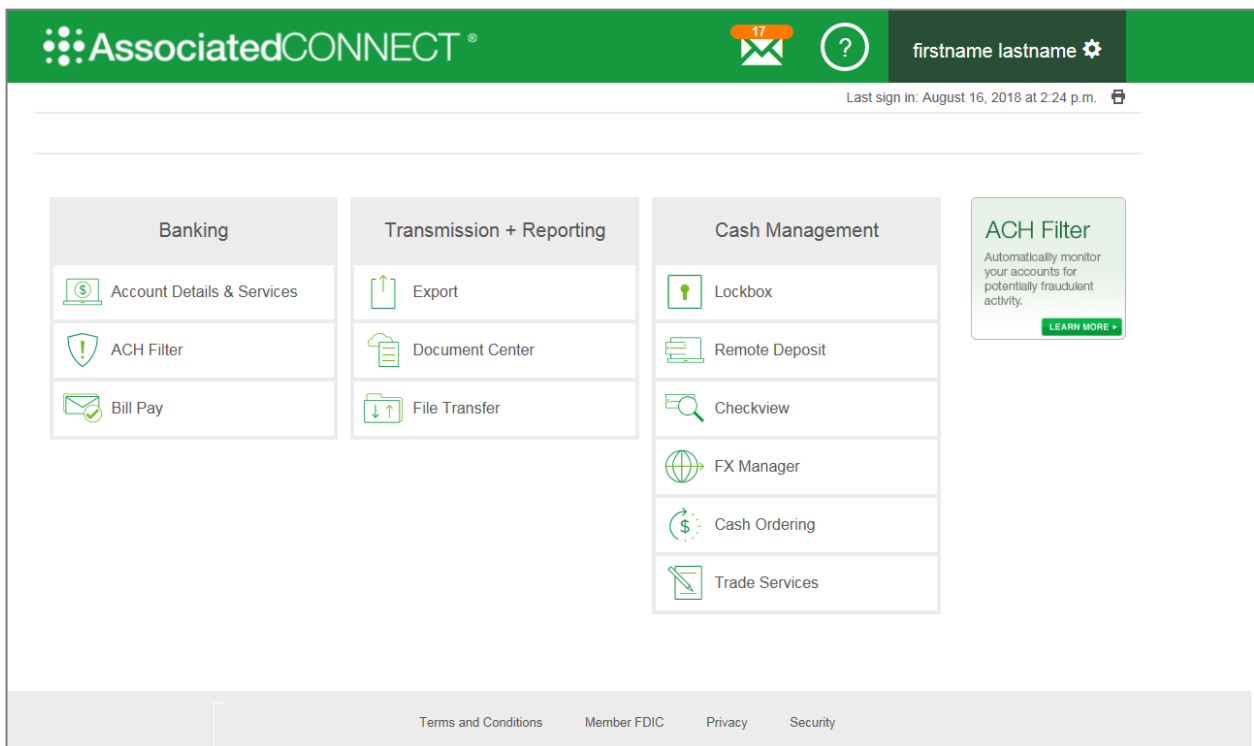 AssociatedCONNECT ®
17
?
firstname lastname
Last sign in: August 16, 2018 at 2:24 p.m.
Banking
$ Account Details & Services
! ACH Filter
Bill Pay
Transmission + Reporting
Export
Document Center
File Transfer
Cash Management
Lockbox
Remote Deposit
Checkview
FX Manager
$ Cash Ordering
Trade Services
ACH Filter
Automatically monitor
your accounts for
potentially fraudulent
activity.
LEARN MORE
Terms and Conditions Member FDIC Privacy Security